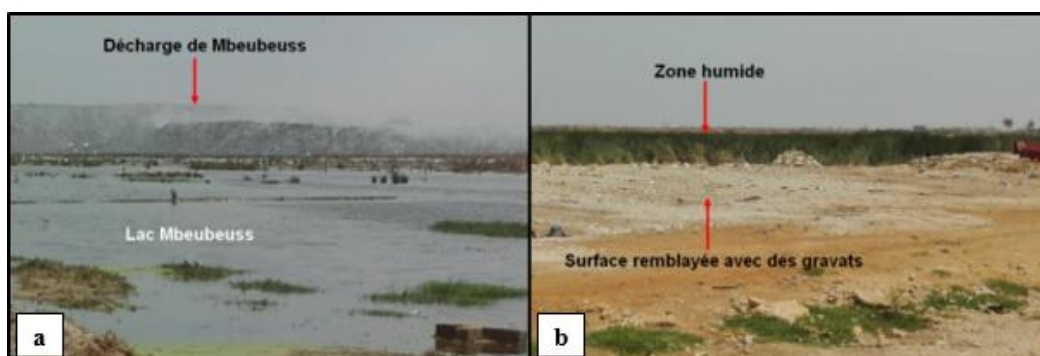 Décharge de Mbeubeuss
Lac Mbeubeuss
a
Zone humide
Surface remblayée avec des gravats
b